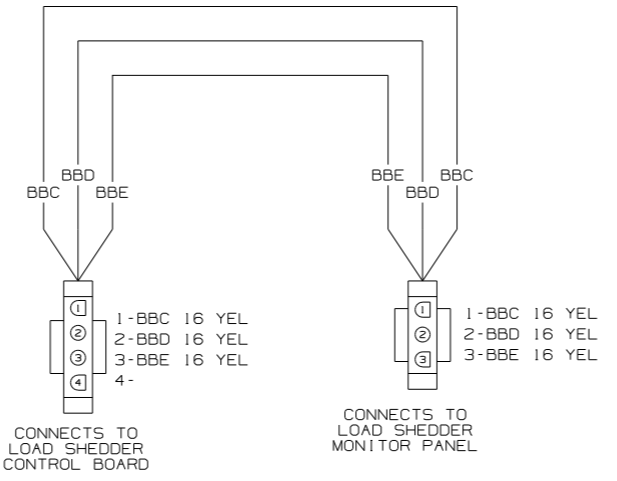 BBD
BBC
BBE
BBE
BBC
BBD
1
2
3
4
1-BBC 16 YEL
2-BBD 16 YEL
3-BBE 16 YEL
4-
CONNECTS TO
LOAD SHEDDER
CONTROL BOARD
1
2
3
1-BBC 16 YEL
2-BBD 16 YEL
3-BBE 16 YEL
CONNECTS TO
LOAD SHEDDER
MONITOR PANEL